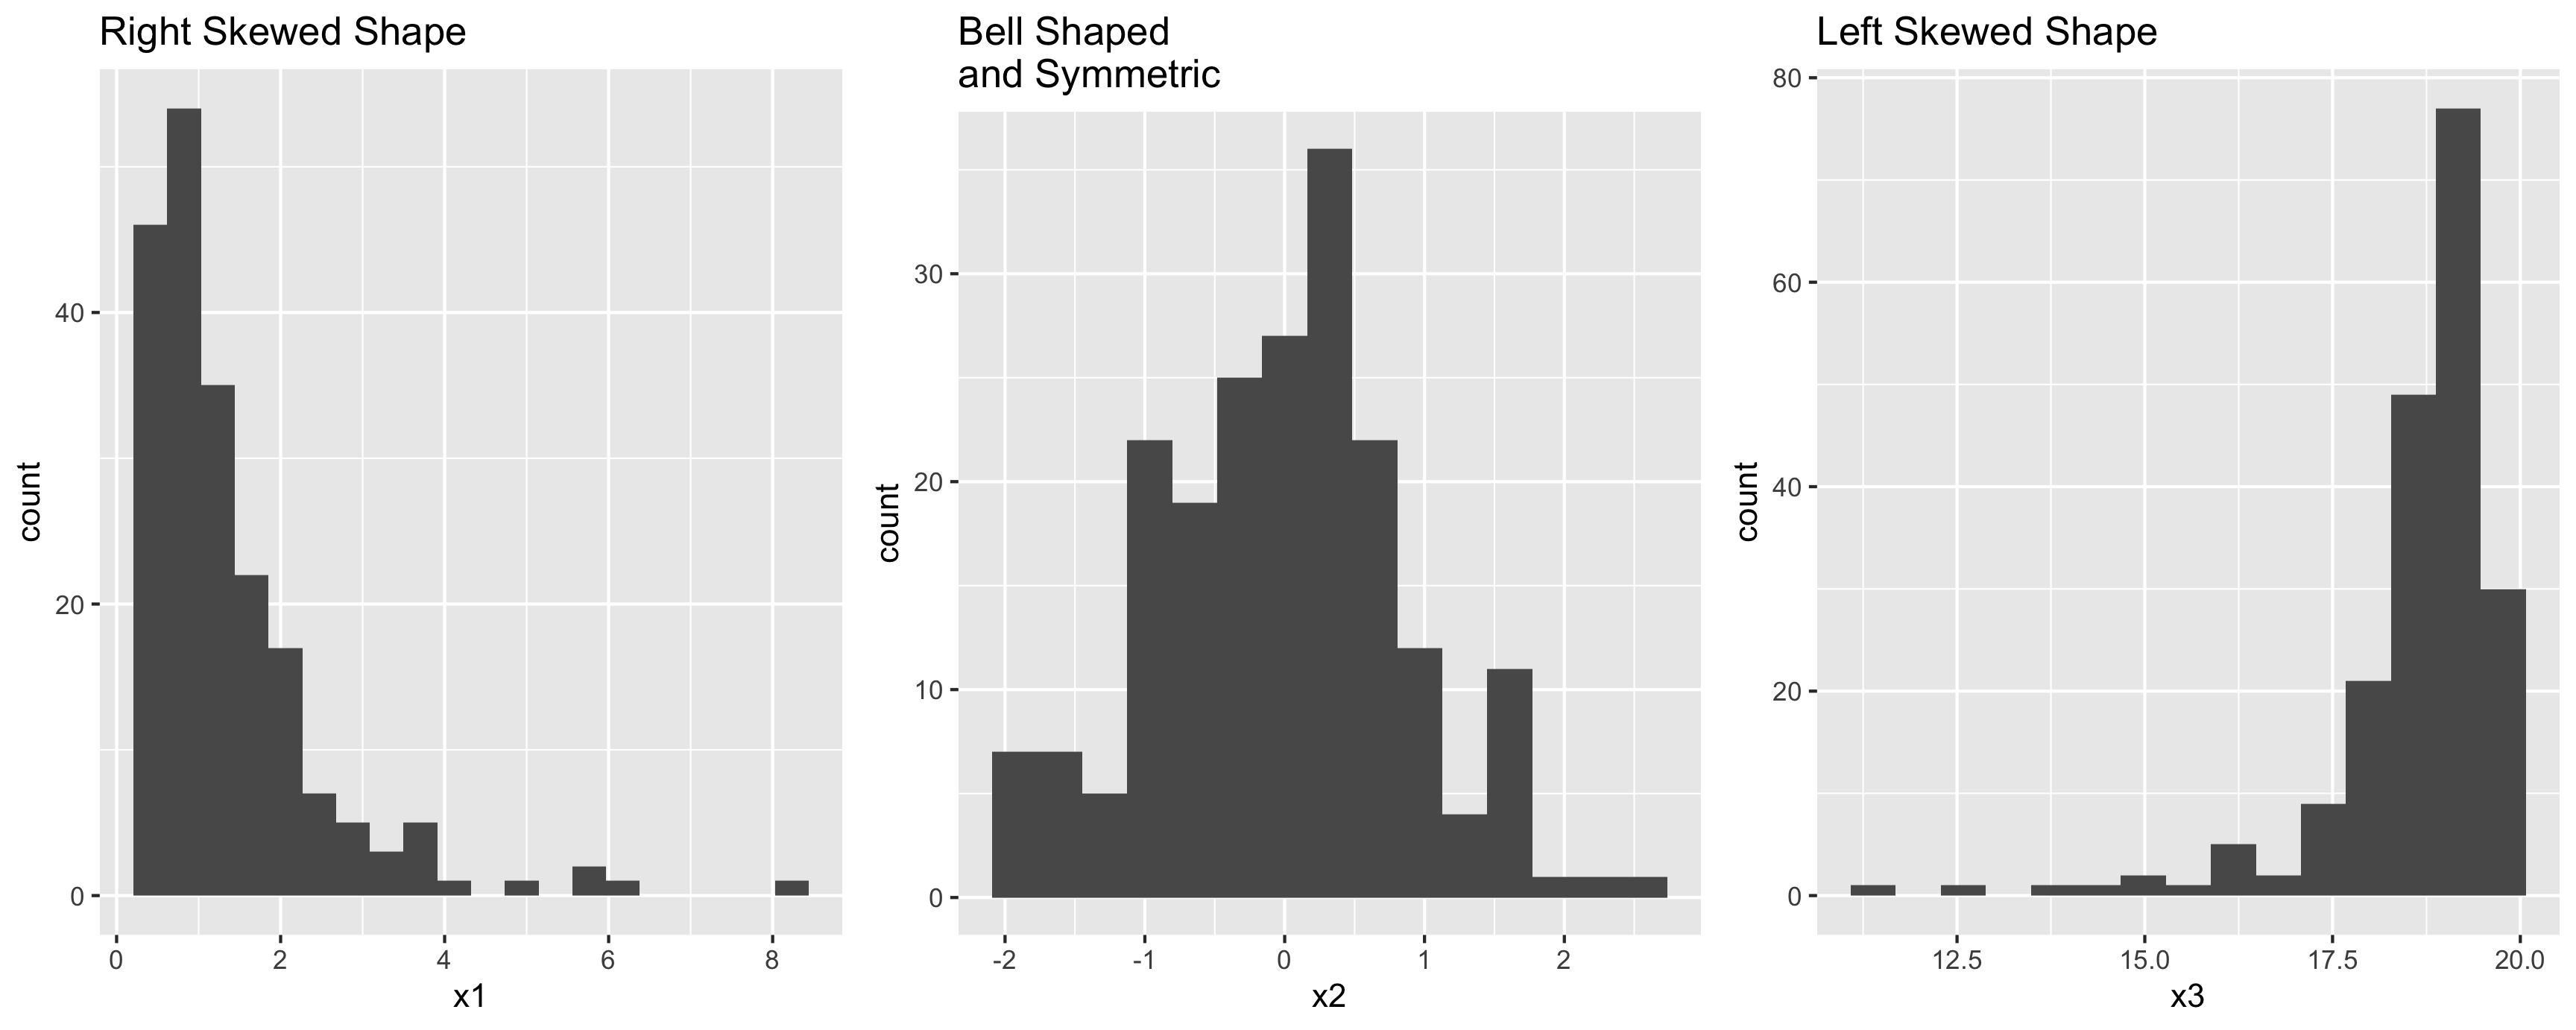 Right Skewed Shape
count
40
20
0
0 2 4 6 8
x1
Bell Shaped
and Symmetric
count
30
20
10
0
-2 -1 0 1 2
x2
Left Skewed Shape
count
80
60
40
20
0
12.5 15.0 17.5 20.0
x3